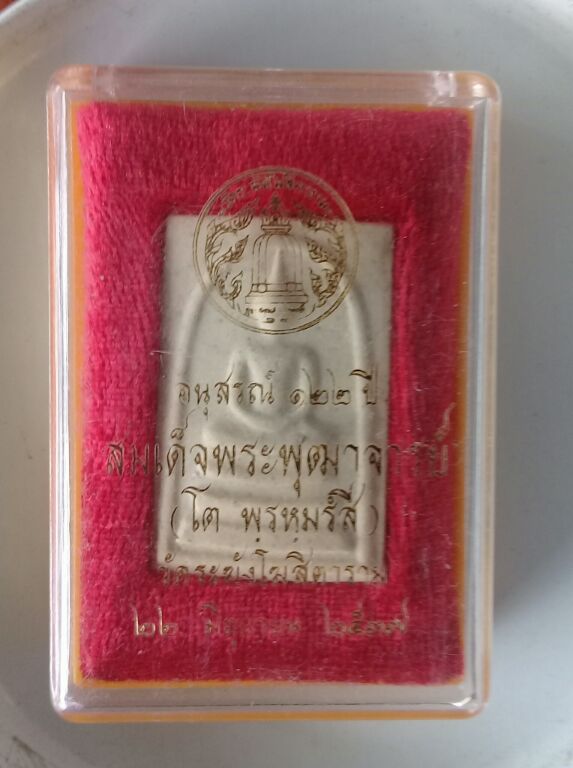 อนุสรณ์ ๑๒๒ ปี
สมเด็จพระพุฒาจารย์
(โต พฺรหฺมรํสี)
วัดระฆังโฆสิตาราม
๒๒ มิถุนายน ๒๕๓๗